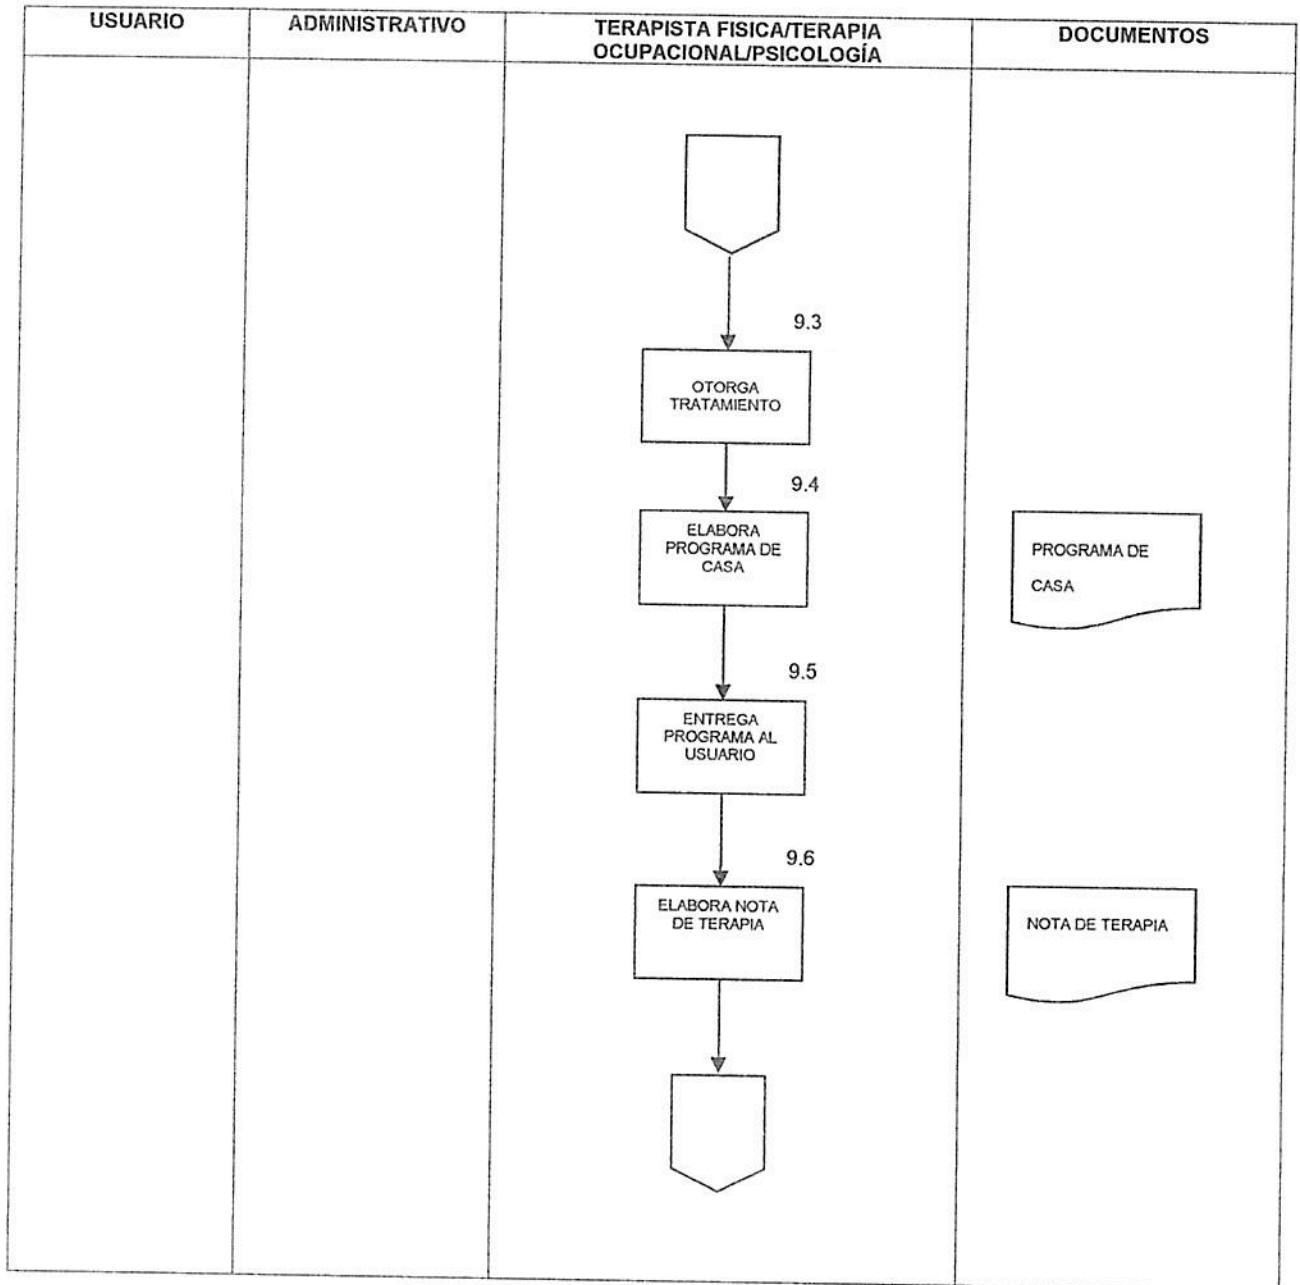 USUARIO
ADMINISTRATIVO
TERAPISTA FISICA/TERAPIA
OCUPACIONAL/PSICOLOGÍA
DOCUMENTOS
9.3
OTORGA
TRATAMIENTO
9.4
ELABORA
PROGRAMA DE
CASA
PROGRAMA DE
CASA
9.5
ENTREGA
PROGRAMA AL
USUARIO
9.6
ELABORA NOTA
DE TERAPIA
NOTA DE TERAPIA